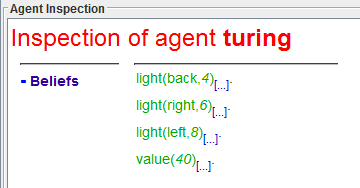 Agent Inspection
Inspection of agent turing
- Beliefs
light(back,4)[...].
light(right,6)[...].
light(left,8)[...].
value(40)[...].